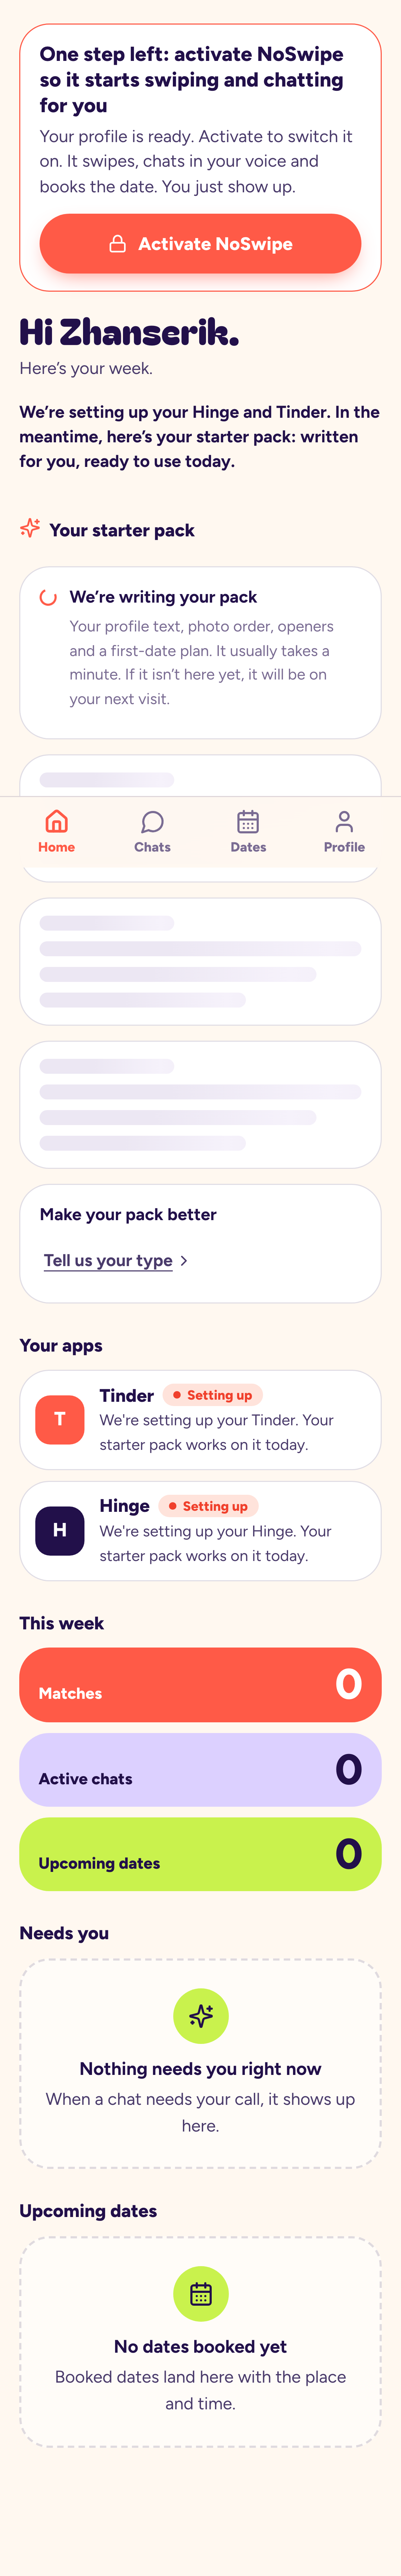 One step left: activate NoSwipe
so it starts swiping and chatting
for you
Your profile is ready. Activate to switch it
on. It swipes, chats in your voice and
books the date. You just show up.
Activate NoSwipe
Hi Zhanserik.
Here’s your week.
We’re setting up your Hinge and Tinder. In the
meantime, here’s your starter pack: written
for you, ready to use today.
Your starter pack
We’re writing your pack
Your profile text, photo order, openers
and a first-date plan. It usually takes a
minute. If it isn’t here yet, it will be on
your next visit.
Home
Chats
Dates
Profile
Make your pack better
Tell us your type
Your apps
T
Tinder
Setting up
We're setting up your Tinder. Your
starter pack works on it today.
H
Hinge
Setting up
We're setting up your Hinge. Your
starter pack works on it today.
This week
Matches
0
Active chats
0
Upcoming dates
0
Needs you
Nothing needs you right now
When a chat needs your call, it shows up
here.
Upcoming dates
No dates booked yet
Booked dates land here with the place
and time.